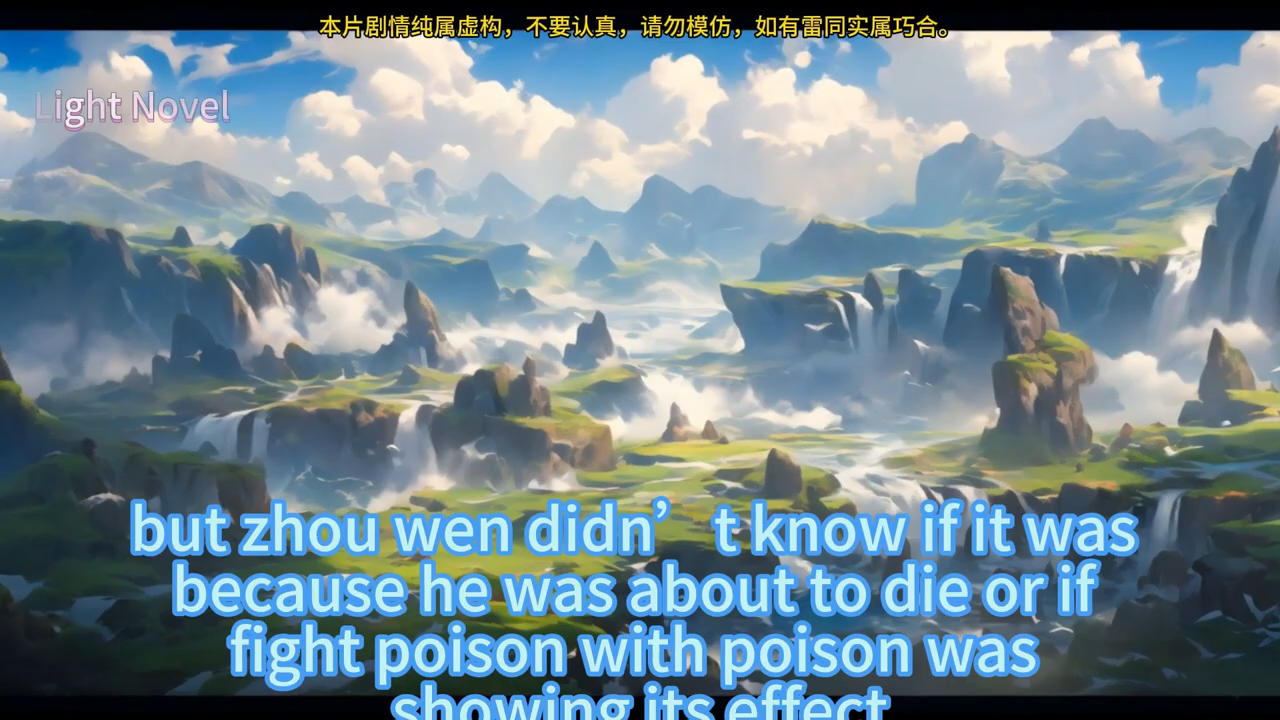 本片剧情纯属虚构，不要认真，请勿模仿，如有雷同实属巧合。
Light Novel
but zhou wen didn’t know if it was
because he was about to die or if
fight poison with poison was
showing its effect